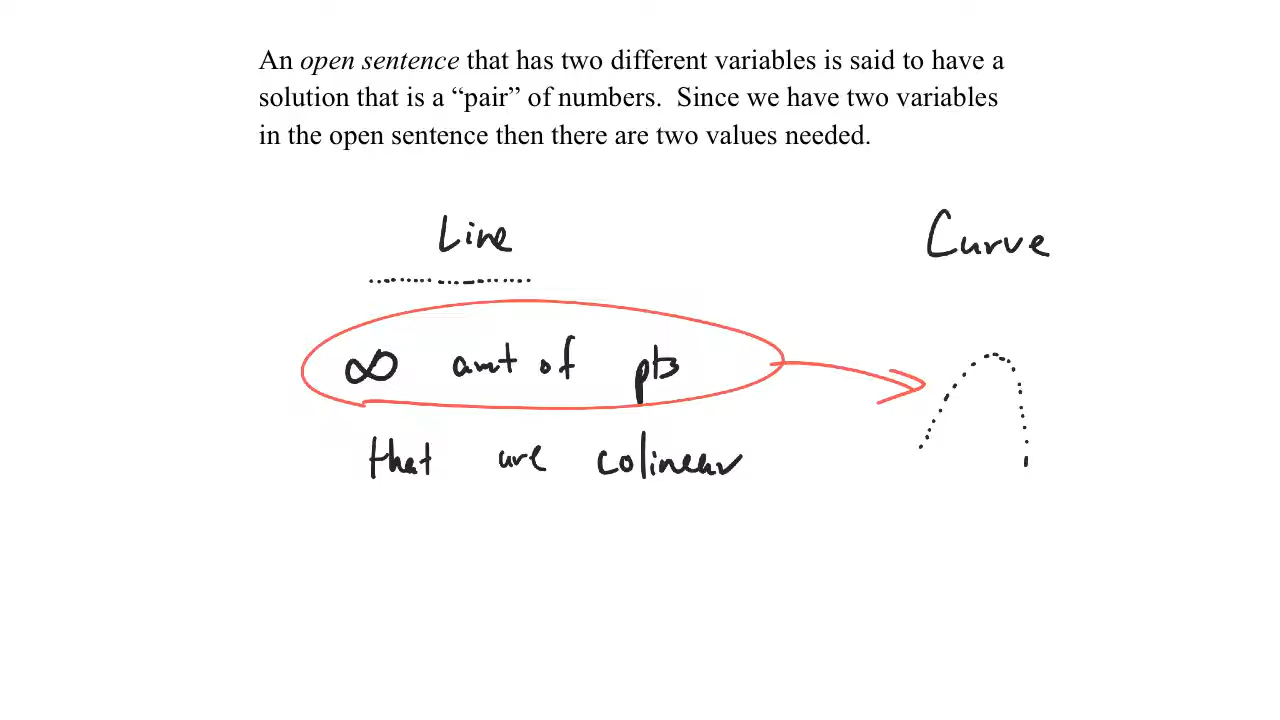 An open sentence that has two different variables is said to have a
solution that is a “pair” of numbers. Since we have two variables
in the open sentence then there are two values needed.
Line
Curve
∞ amt of pts
that are colinear